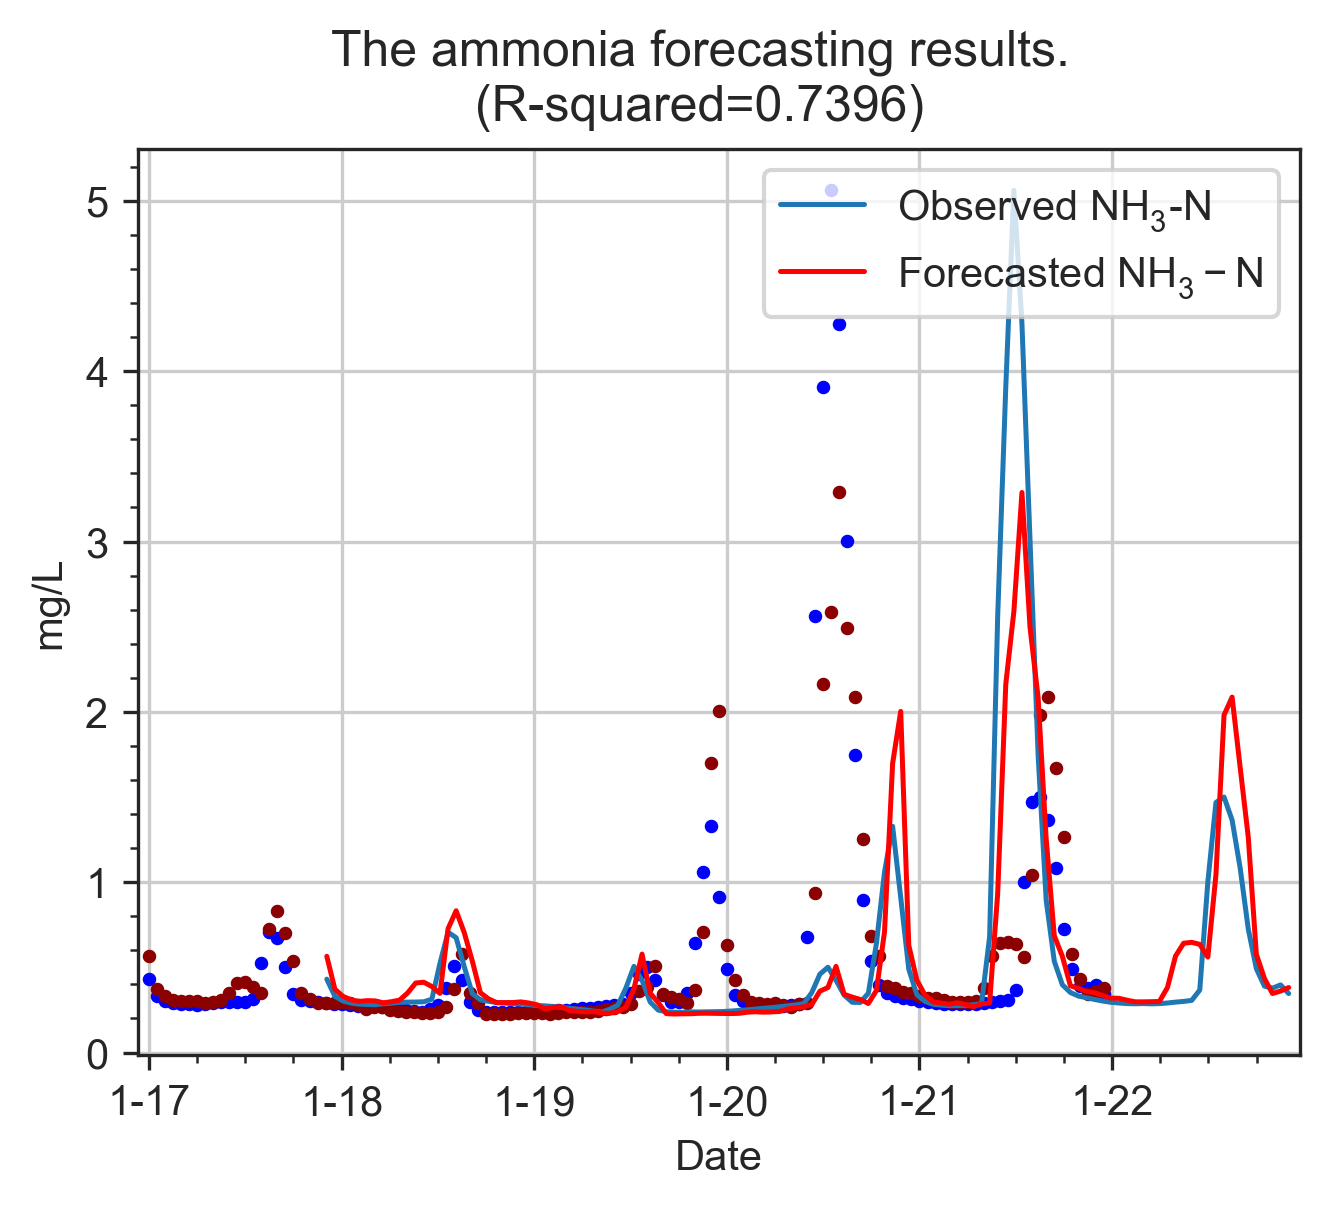 The ammonia forecasting results.
(R-squared=0.7396)
Observed NH₃-N
Forecasted NH₃ − N
mg/L
5
4
3
2
1
0
1-17 1-18 1-19 1-20 1-21 1-22
Date